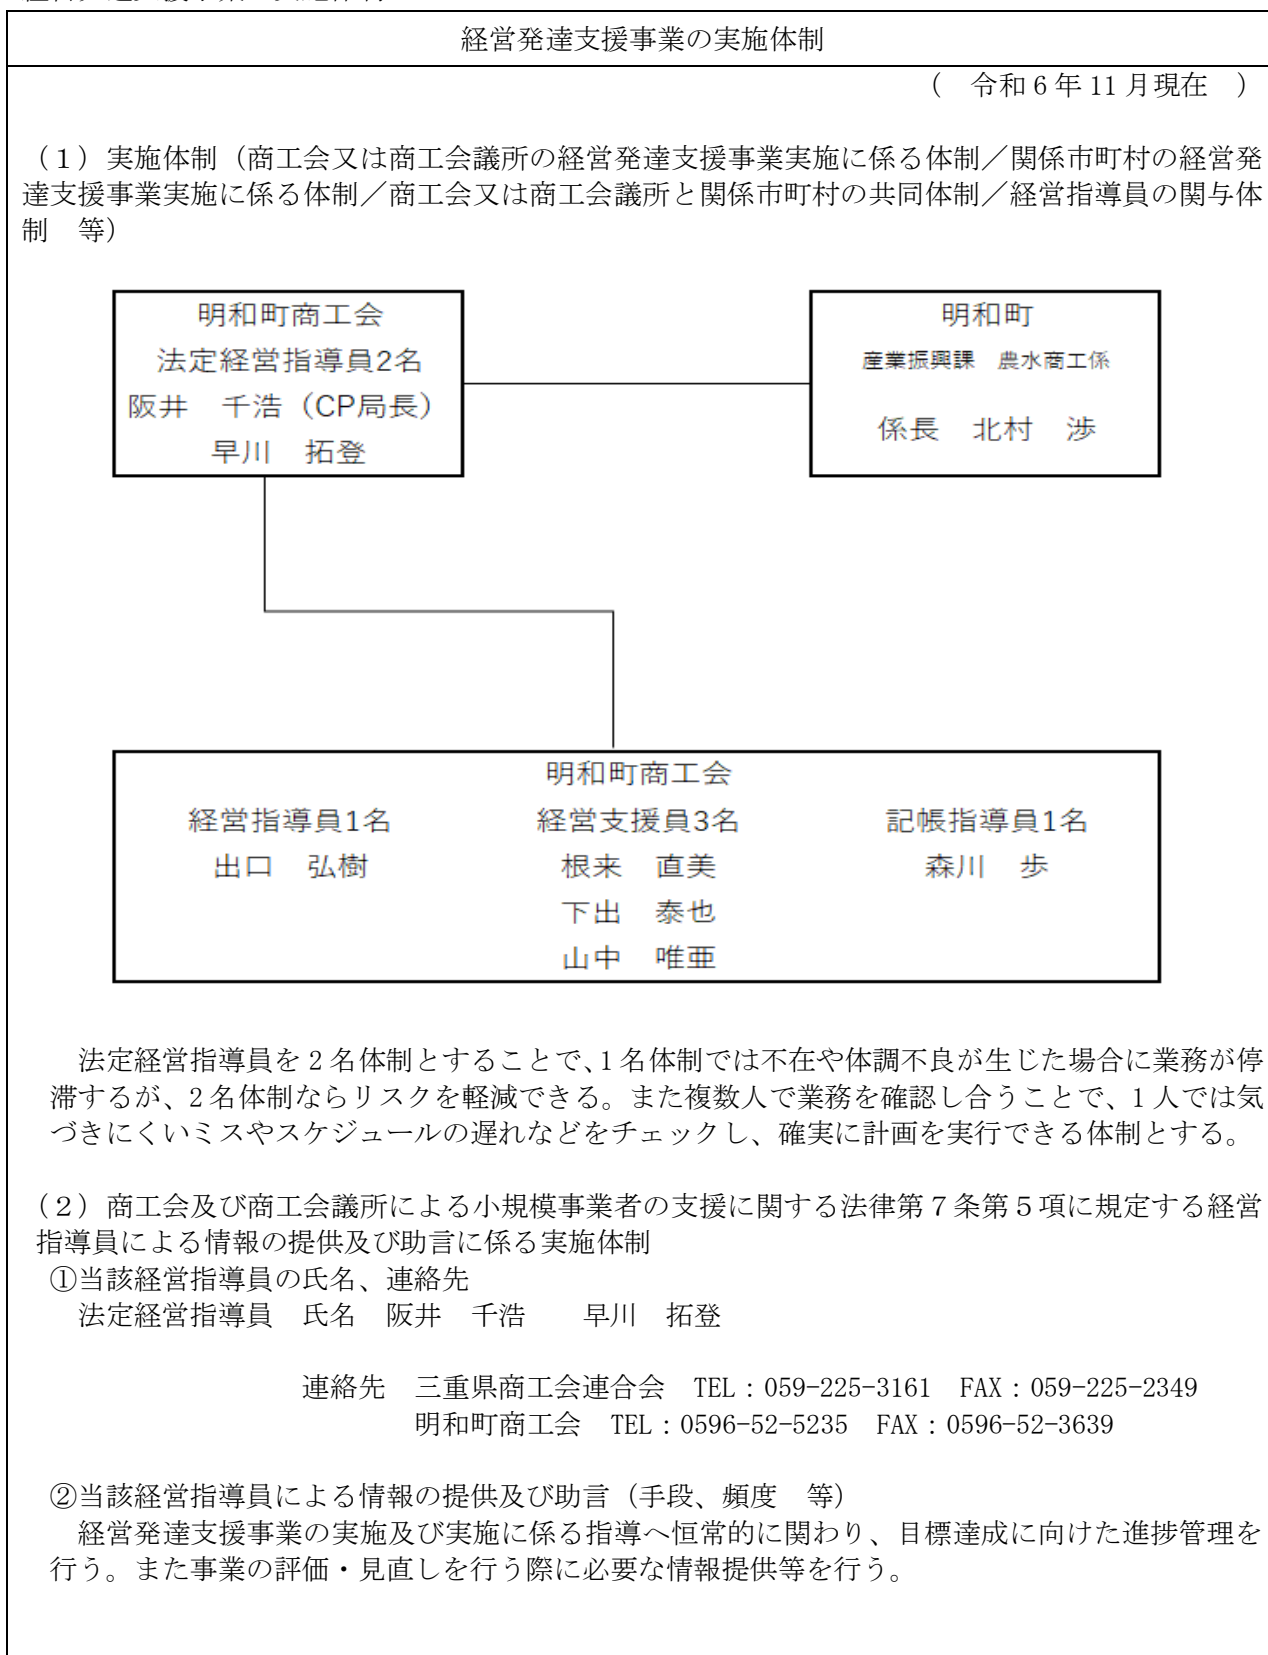 経営発達支援事業の実施体制
（　令和６年 11 月現在　）
（１）実施体制（商工会又は商工会議所の経営発達支援事業実施に係る体制／関係市町村の経営発
達支援事業実施に係る体制／商工会又は商工会議所と関係市町村の共同体制／経営指導員の関与体
制　等）
明和町商工会
法定経営指導員2名
阪井　千浩（CP局長）
早川　拓登
明和町
産業振興課　農水商工係
係長　北村　渉
明和町商工会
経営指導員1名　経営支援員3名　記帳指導員1名
出口　弘樹　根来　直美　森川　歩
下出　泰也
山中　唯亜
法定経営指導員を 2 名体制とすることで、1 名体制では不在や体調不良が生じた場合に業務が停
滞するが、2 名体制ならリスクを軽減できる。また複数人で業務を確認し合うことで、1 人では気
づきにくいミスやスケジュールの遅れなどをチェックし、確実に計画を実行できる体制とする。
（２）商工会及び商工会議所による小規模事業者の支援に関する法律第７条第５項に規定する経営
指導員による情報の提供及び助言に係る実施体制
①当該経営指導員の氏名、連絡先
法定経営指導員　氏名　阪井　千浩　　早川　拓登
連絡先　三重県商工会連合会　TEL：059-225-3161　FAX：059-225-2349
明和町商工会　TEL：0596-52-5235　FAX：0596-52-3639
②当該経営指導員による情報の提供及び助言（手段、頻度　等）
経営発達支援事業の実施及び実施に係る指導へ恒常的に関わり、目標達成に向けた進捗管理を
行う。また事業の評価・見直しを行う際に必要な情報提供等を行う。